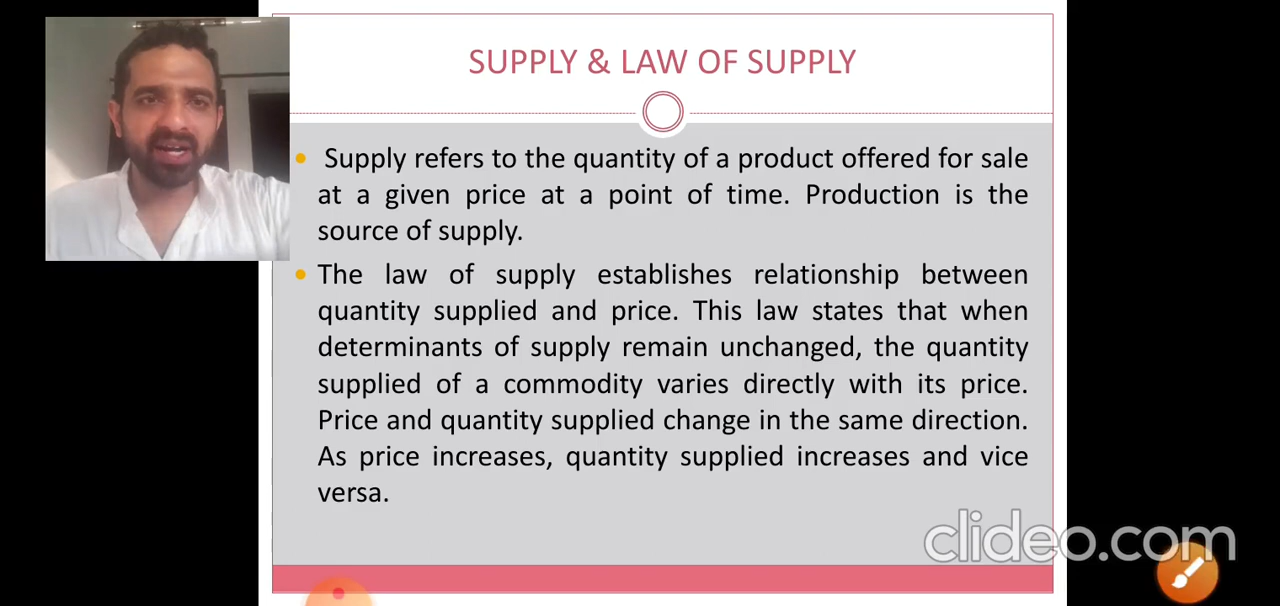 SUPPLY & LAW OF SUPPLY
Supply refers to the quantity of a product offered for sale
at a given price at a point of time. Production is the
source of supply.
The law of supply establishes relationship between
quantity supplied and price. This law states that when
determinants of supply remain unchanged, the quantity
supplied of a commodity varies directly with its price.
Price and quantity supplied change in the same direction.
As price increases, quantity supplied increases and vice
versa.
clideo.com